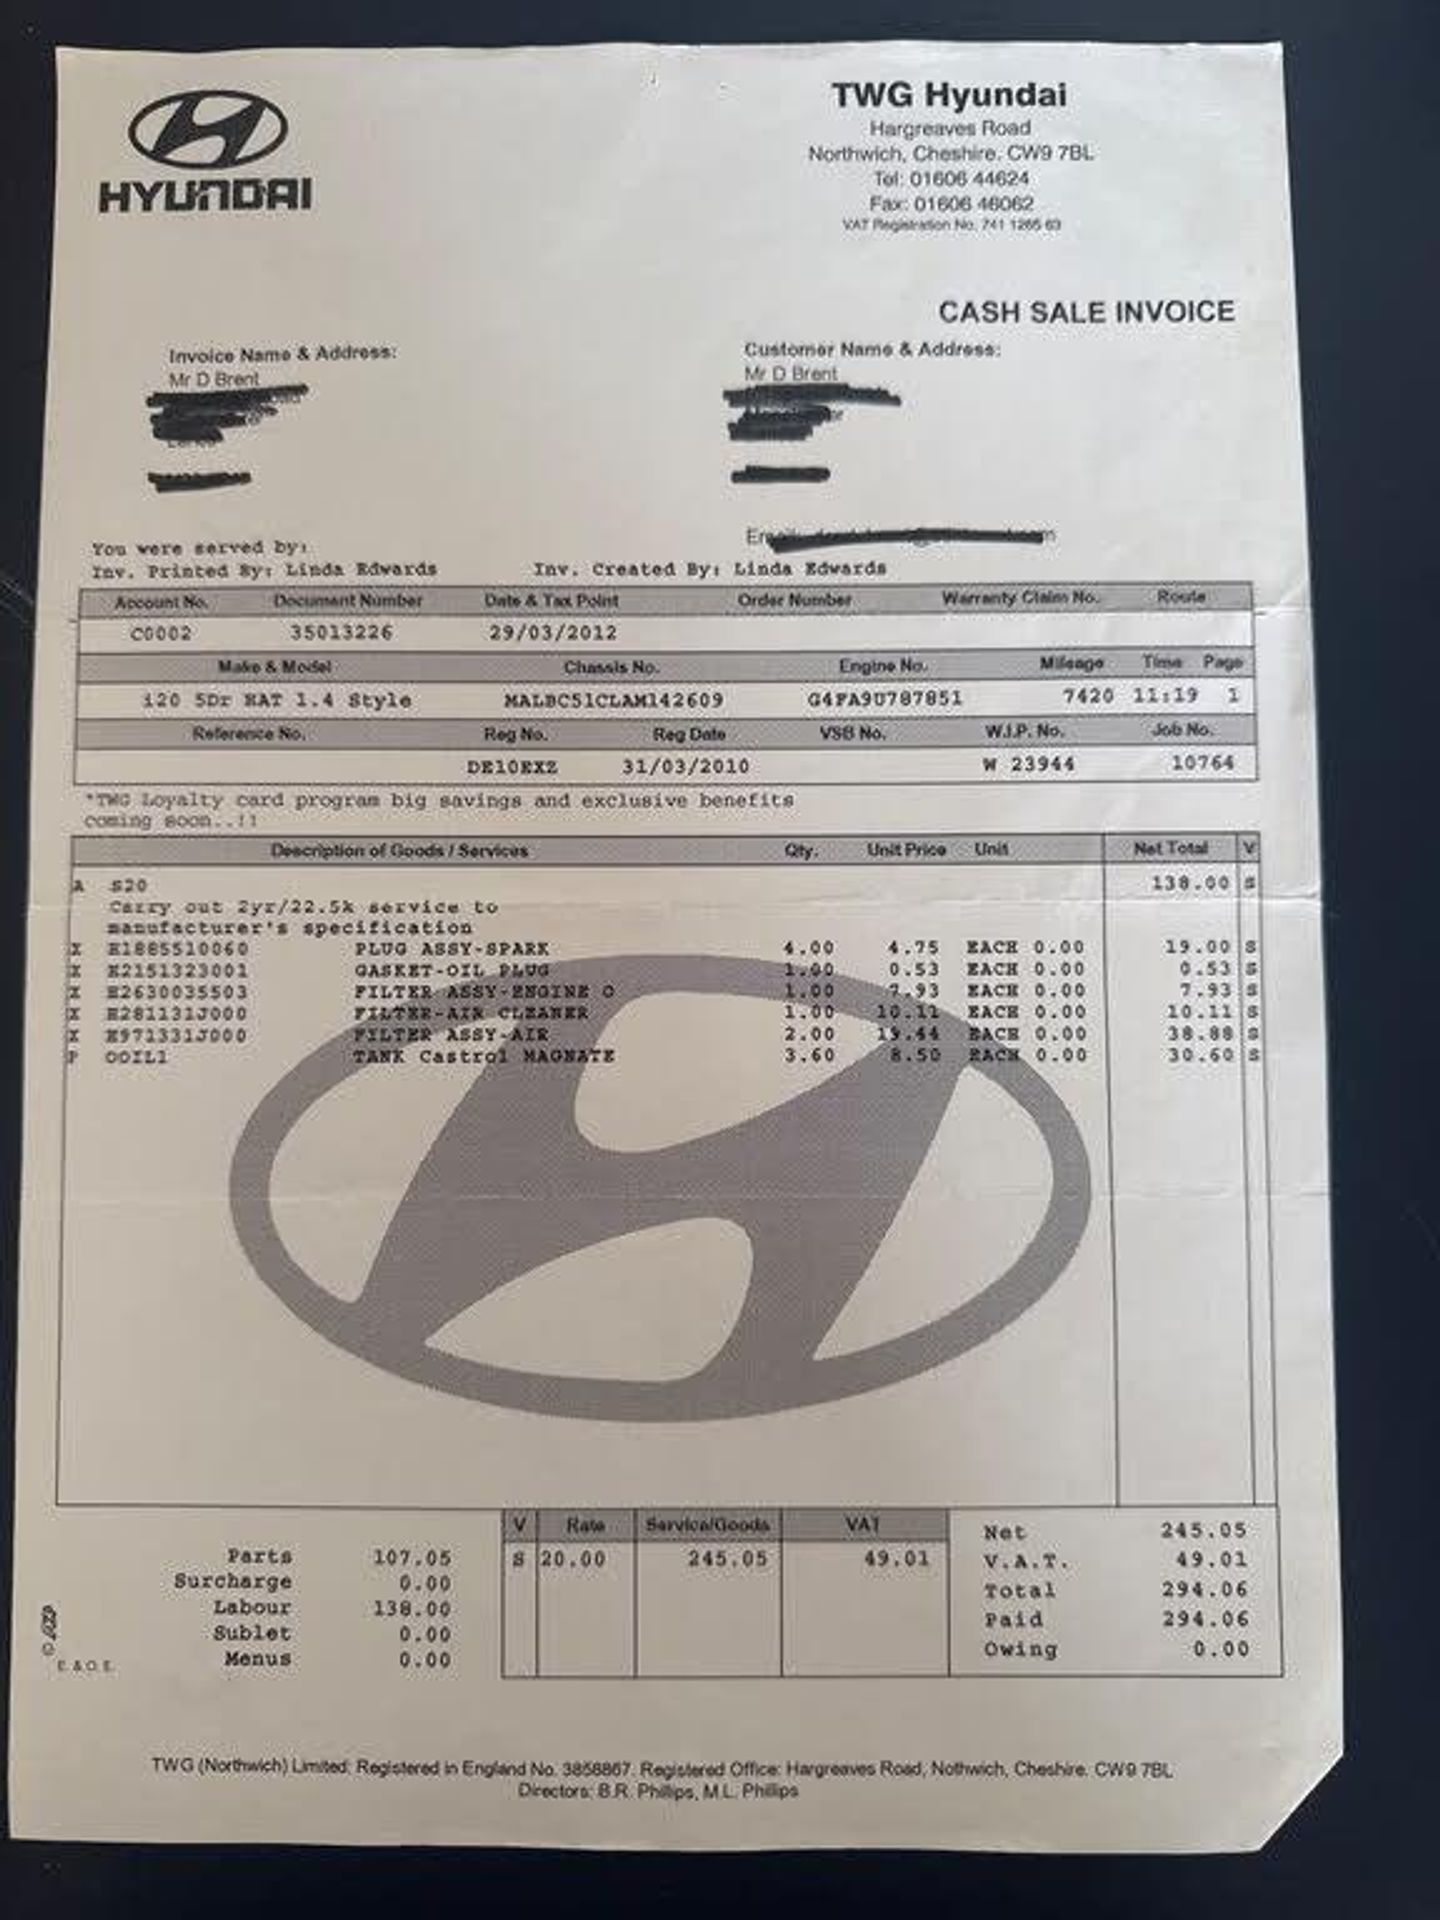 HYUNDAI
TWG Hyundai
Hargreaves Road
Northwich, Cheshire. CW9 7BL
Tel: 01606 44624
Fax: 01606 46062
VAT Registration No. 741 1265 63
CASH SALE INVOICE
Invoice Name & Address:
Mr D Brent
Customer Name & Address:
Mr D Brent
You were served by:
Inv. Printed By: Linda Edwards Inv. Created By: Linda Edwards
Account No. Document Number Date & Tax Point Order Number Warranty Claim No. Route
C0002 35013226 29/03/2012
Make & Model Chassis No. Engine No. Mileage Time Page
i20 5Dr HAT 1.4 Style MALBC51CLAM142609 G4FA9U787851 7420 11:19 1
Reference No. Reg No. Reg Date VSB No. W.I.P. No. Job No.
DE10EXZ 31/03/2010 W 23944 10764
*TWG Loyalty card program big savings and exclusive benefits
coming soon..!!
Description of Goods / Services Qty. Unit Price Unit Net Total V
A S20 138.00 S
Carry out 2yr/22.5k service to
manufacturer's specification
X H1885510060 PLUG ASSY-SPARK 4.00 4.75 EACH 0.00 19.00 S
X H2151323001 GASKET-OIL PLUG 1.00 0.53 EACH 0.00 0.53 S
X H2630035503 FILTER ASSY-ENGINE O 1.00 7.93 EACH 0.00 7.93 S
X H281131J000 FILTER-AIR CLEANER 1.00 10.11 EACH 0.00 10.11 S
X H971331J000 FILTER ASSY-AIR 2.00 19.44 EACH 0.00 38.88 S
P OOIL1 TANK Castrol MAGNATE 3.60 8.50 EACH 0.00 30.60 S
Parts 107.05
Surcharge 0.00
Labour 138.00
Sublet 0.00
Menus 0.00
E. & O. E.
V Rate Service/Goods VAT
S 20.00 245.05 49.01
Net 245.05
V.A.T. 49.01
Total 294.06
Paid 294.06
Owing 0.00
TWG (Northwich) Limited: Registered in England No. 3858867. Registered Office: Hargreaves Road, Nothwich, Cheshire. CW9 7BL
Directors: B.R. Phillips, M.L. Phillips